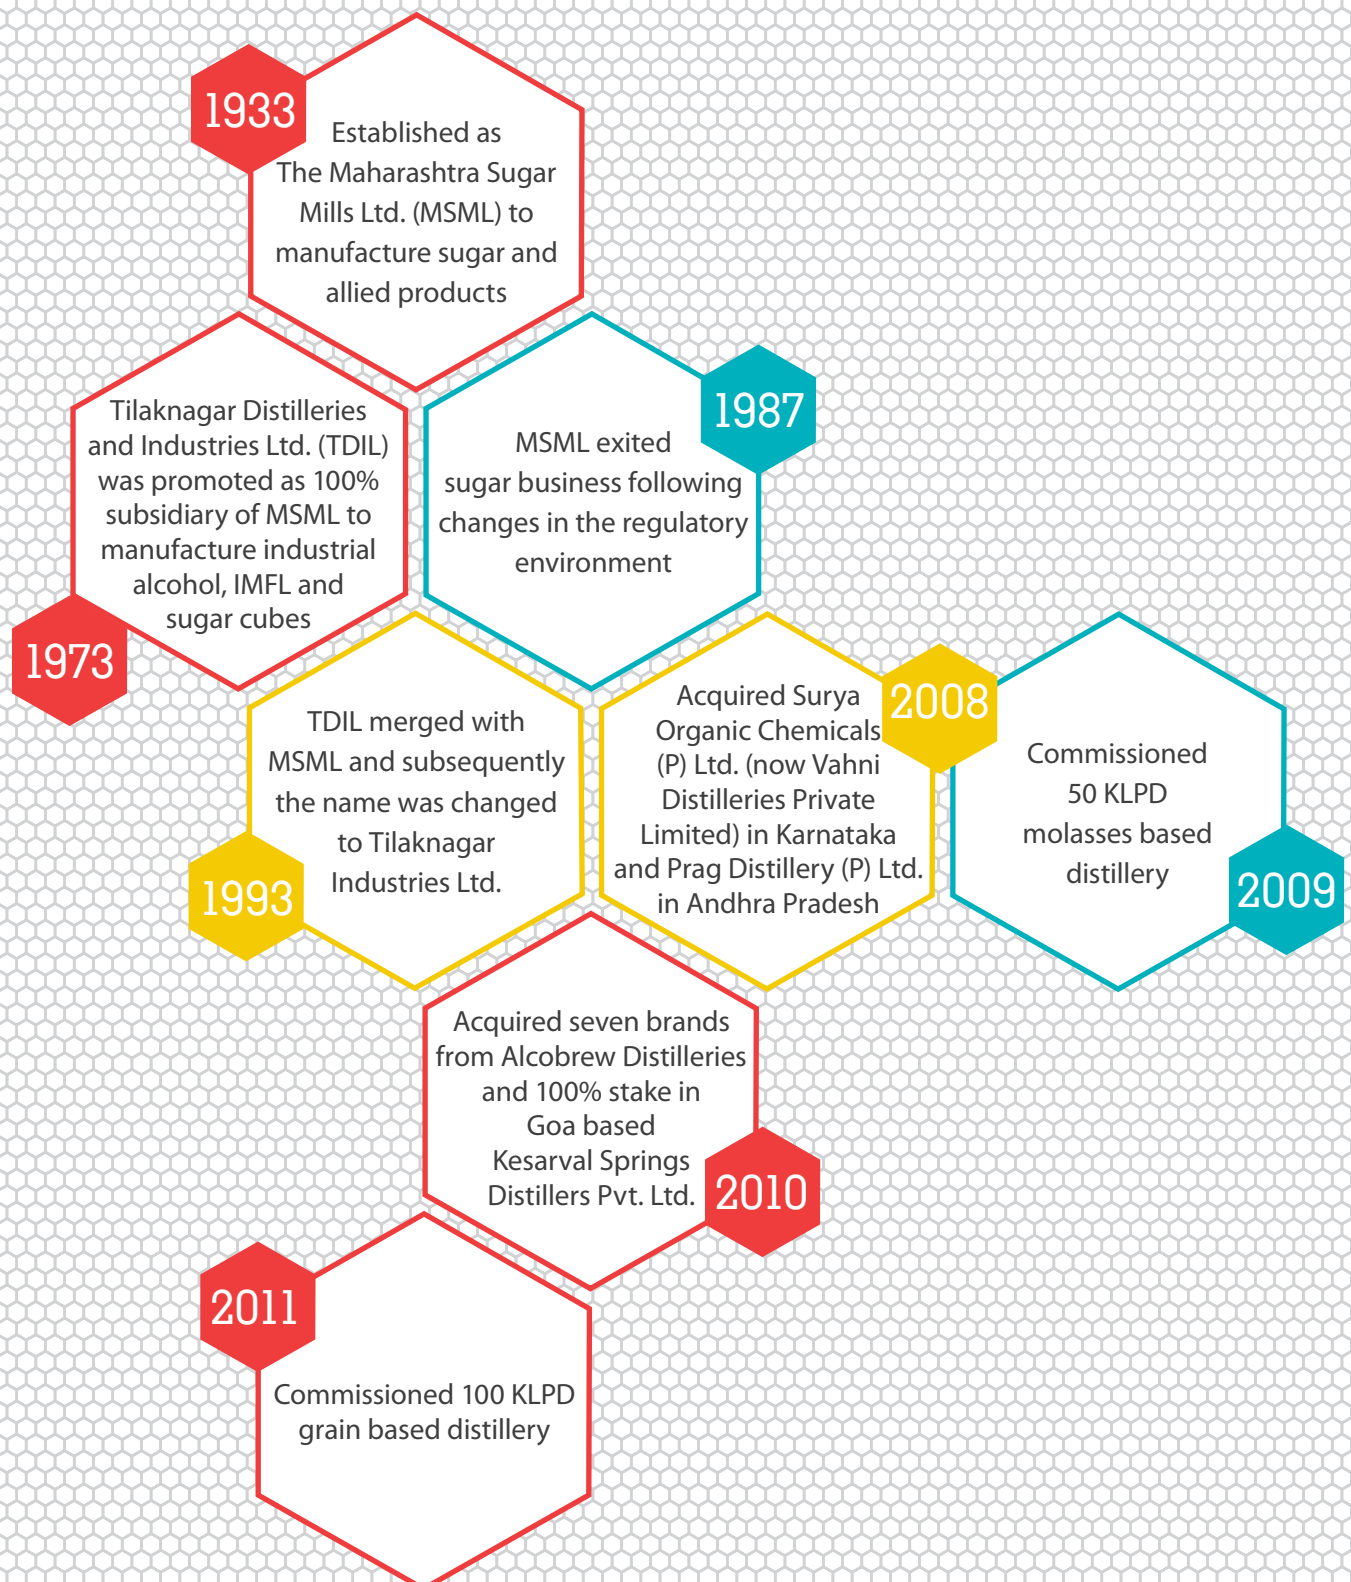 1933
Established as
The Maharashtra Sugar
Mills Ltd. (MSML) to
manufacture sugar and
allied products
Tilaknagar Distilleries
and Industries Ltd. (TDIL)
was promoted as 100%
subsidiary of MSML to
manufacture industrial
alcohol, IMFL and
sugar cubes
1973
1987
MSML exited
sugar business following
changes in the regulatory
environment
TDIL merged with
MSML and subsequently
the name was changed
to Tilaknagar
Industries Ltd.
1993
2008
Acquired Surya
Organic Chemicals
(P) Ltd. (now Vahni
Distilleries Private
Limited) in Karnataka
and Prag Distillery (P) Ltd.
in Andhra Pradesh
Commissioned
50 KLPD
molasses based
distillery
2009
Acquired seven brands
from Alcobrew Distilleries
and 100% stake in
Goa based
Kesarval Springs
Distillers Pvt. Ltd.
2010
2011
Commissioned 100 KLPD
grain based distillery